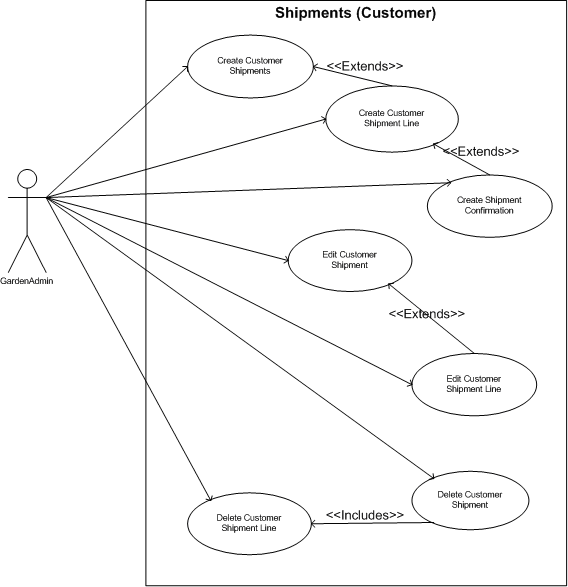 Shipments (Customer)
Create Customer
Shipments
<<Extends>>
Create Customer
Shipment Line
<<Extends>>
Create Shipment
Confirmation
GardenAdmin
Edit Customer
Shipment
<<Extends>>
Edit Customer
Shipment Line
Delete Customer
Shipment
<<Includes>>
Delete Customer
Shipment Line